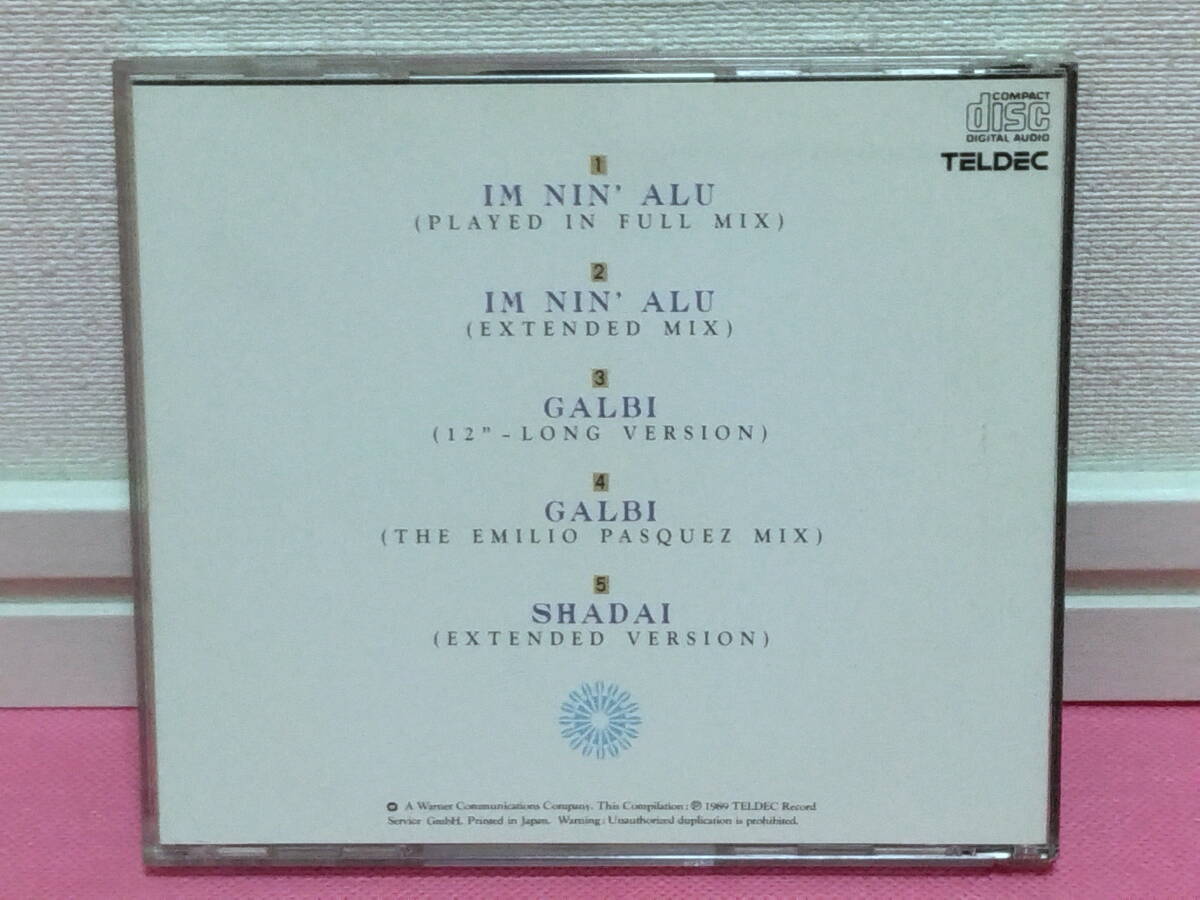 COMPACT
disc
DIGITAL AUDIO
TELDEC
1
IM NIN' ALU
(PLAYED IN FULL MIX)
2
IM NIN' ALU
(EXTENDED MIX)
3
GALBI
(12" – LONG VERSION)
4
GALBI
(THE EMILIO PASQUEZ MIX)
5
SHADAI
(EXTENDED VERSION)
A Warner Communications Company. This Compilation: ℗ 1989 TELDEC Record
Service GmbH. Printed in Japan. Warning: Unauthorized duplication is prohibited.